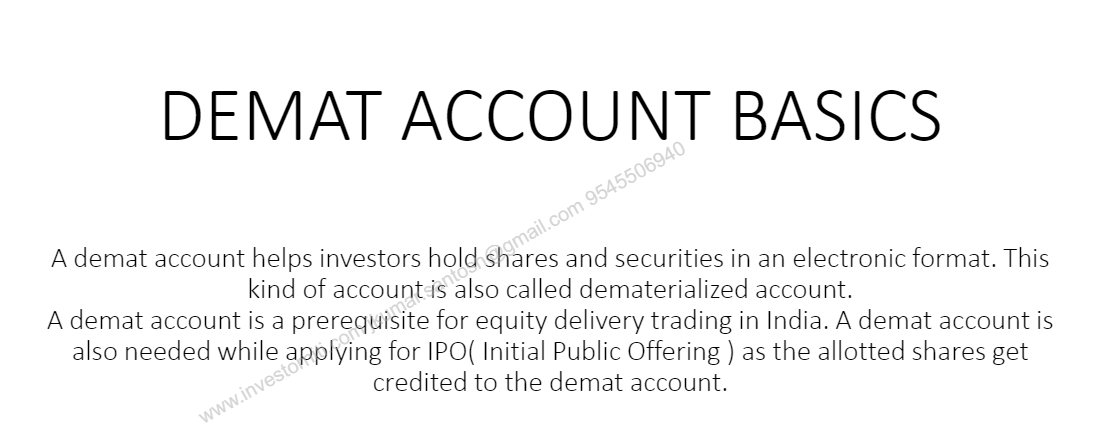 DEMAT ACCOUNT BASICS
A demat account helps investors hold shares and securities in an electronic format. This
kind of account is also called dematerialized account.
A demat account is a prerequisite for equity delivery trading in India. A demat account is
also needed while applying for IPO( Initial Public Offering ) as the allotted shares get
credited to the demat account.
9545506940